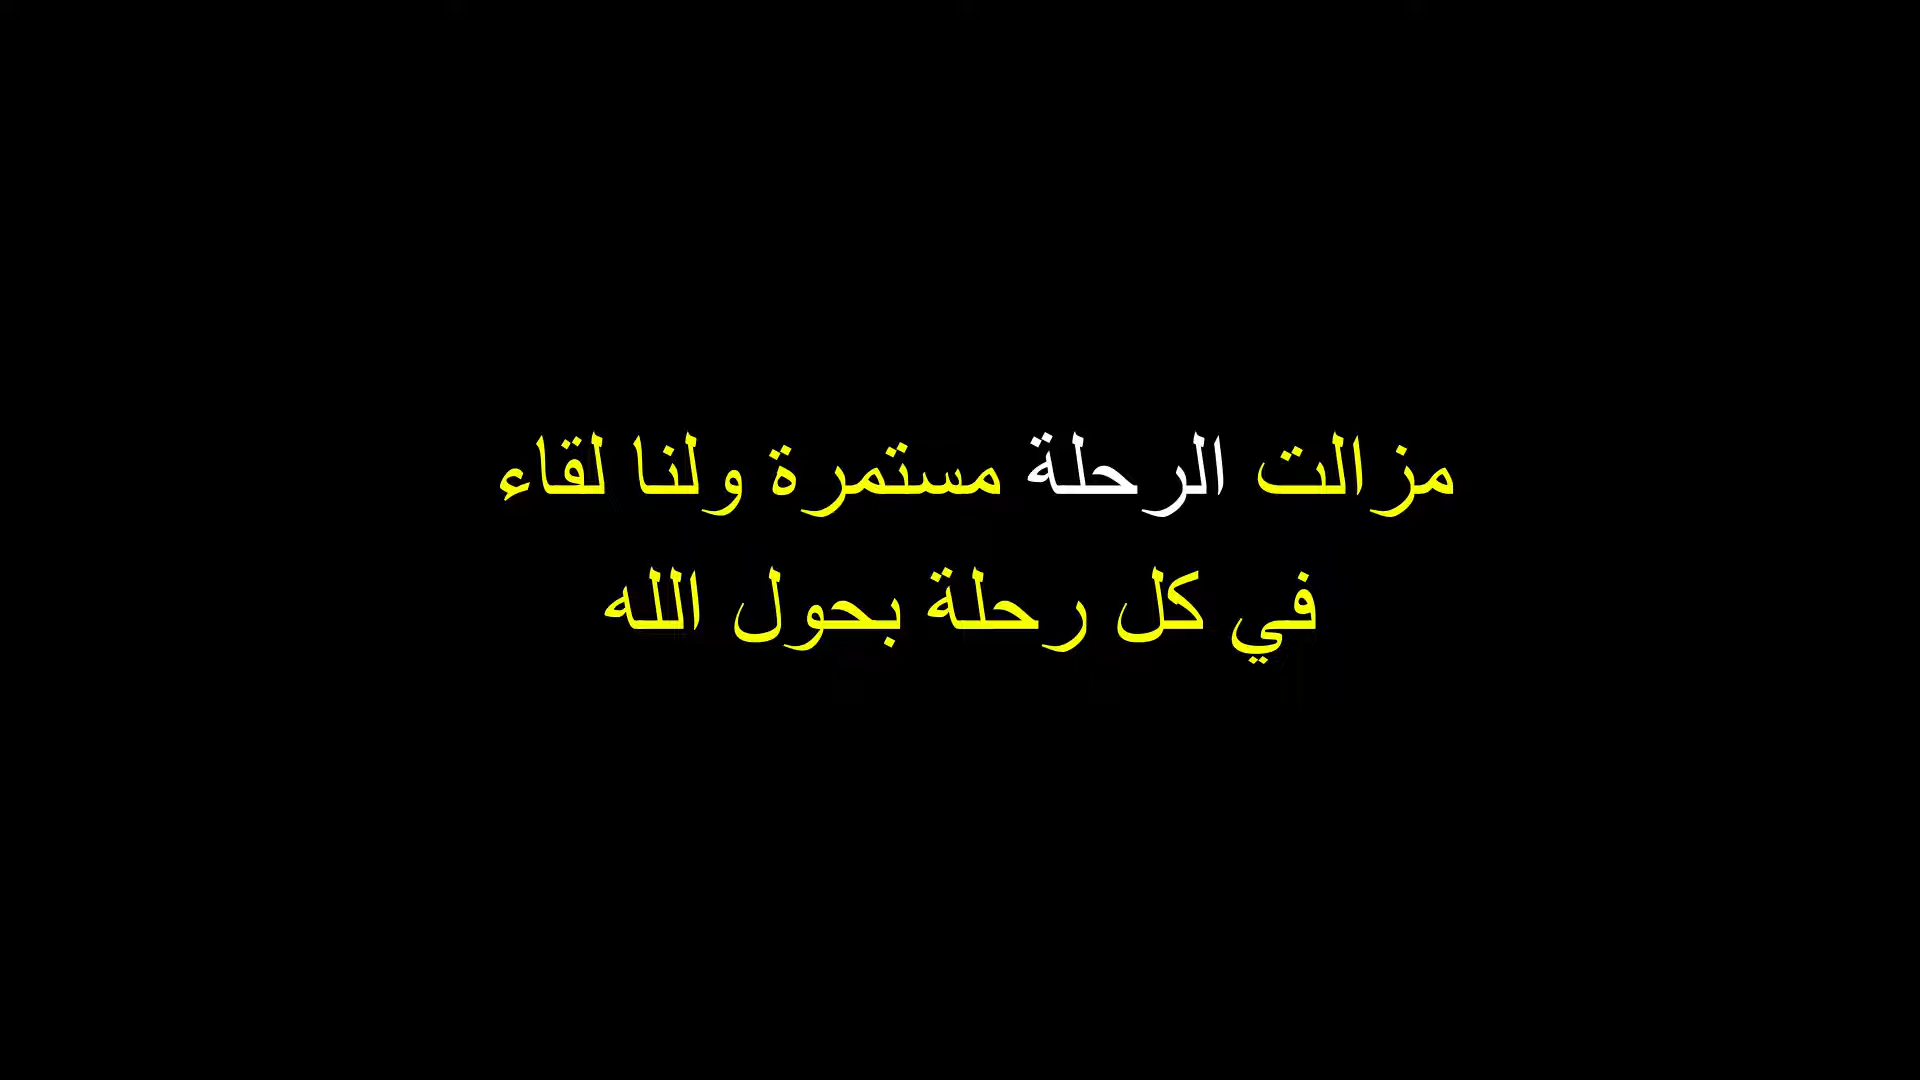 مزالت الرحلة مستمرة ولنا لقاء
في كل رحلة بحول الله